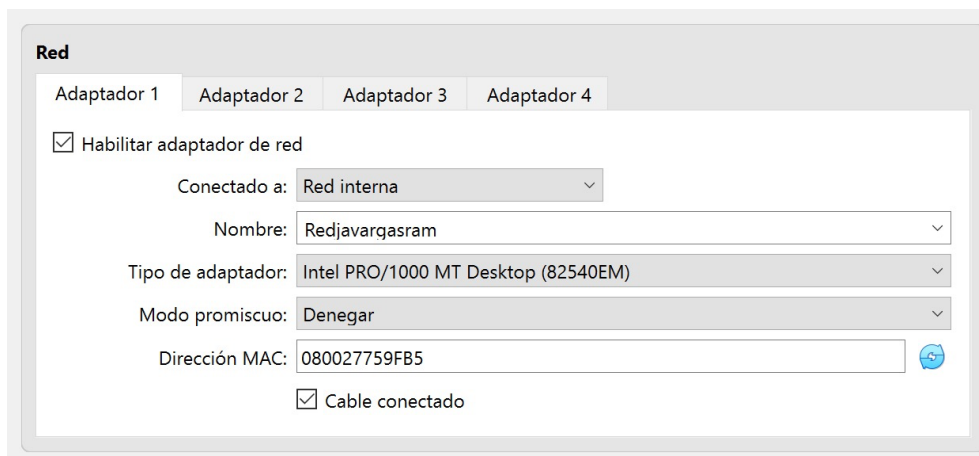 Red
Adaptador 1 Adaptador 2 Adaptador 3 Adaptador 4
Habilitar adaptador de red
Conectado a: Red interna
Nombre: Redjavargasram
Tipo de adaptador: Intel PRO/1000 MT Desktop (82540EM)
Modo promiscuo: Denegar
Dirección MAC: 080027759FB5
Cable conectado